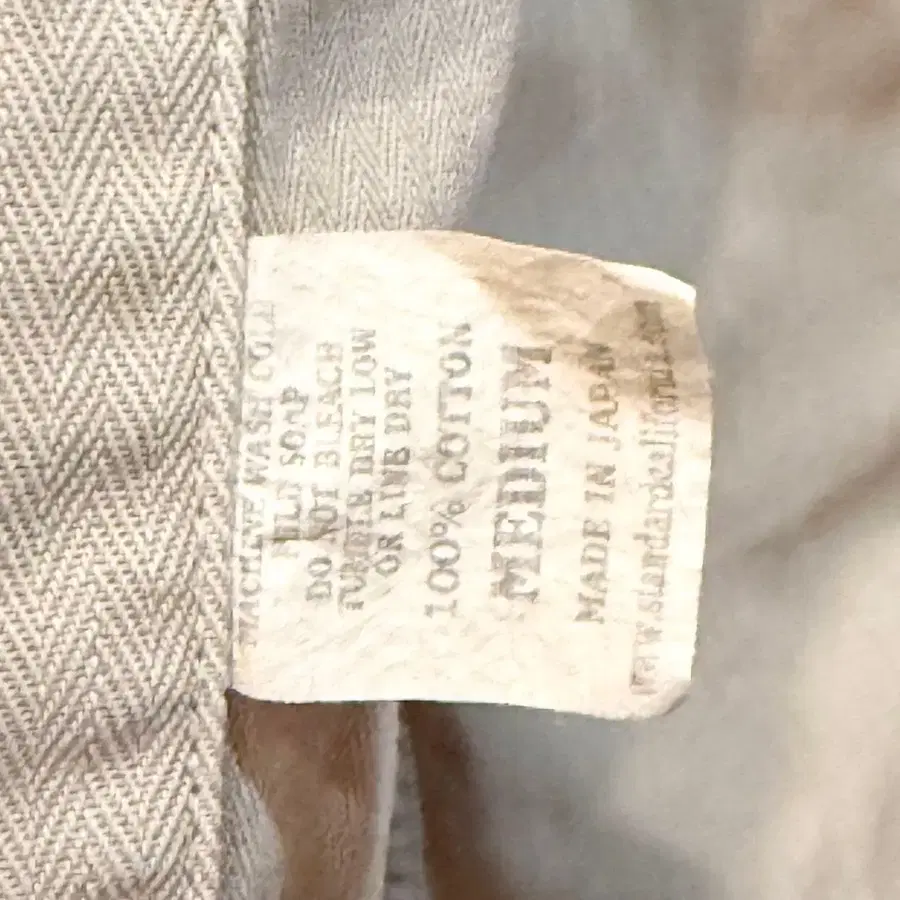 MACHINE WASH COLD
MILD SOAP
DO NOT BLEACH
TUMBLE DRY LOW
OR LINE DRY
100% COTTON
MEDIUM
MADE IN JAPAN